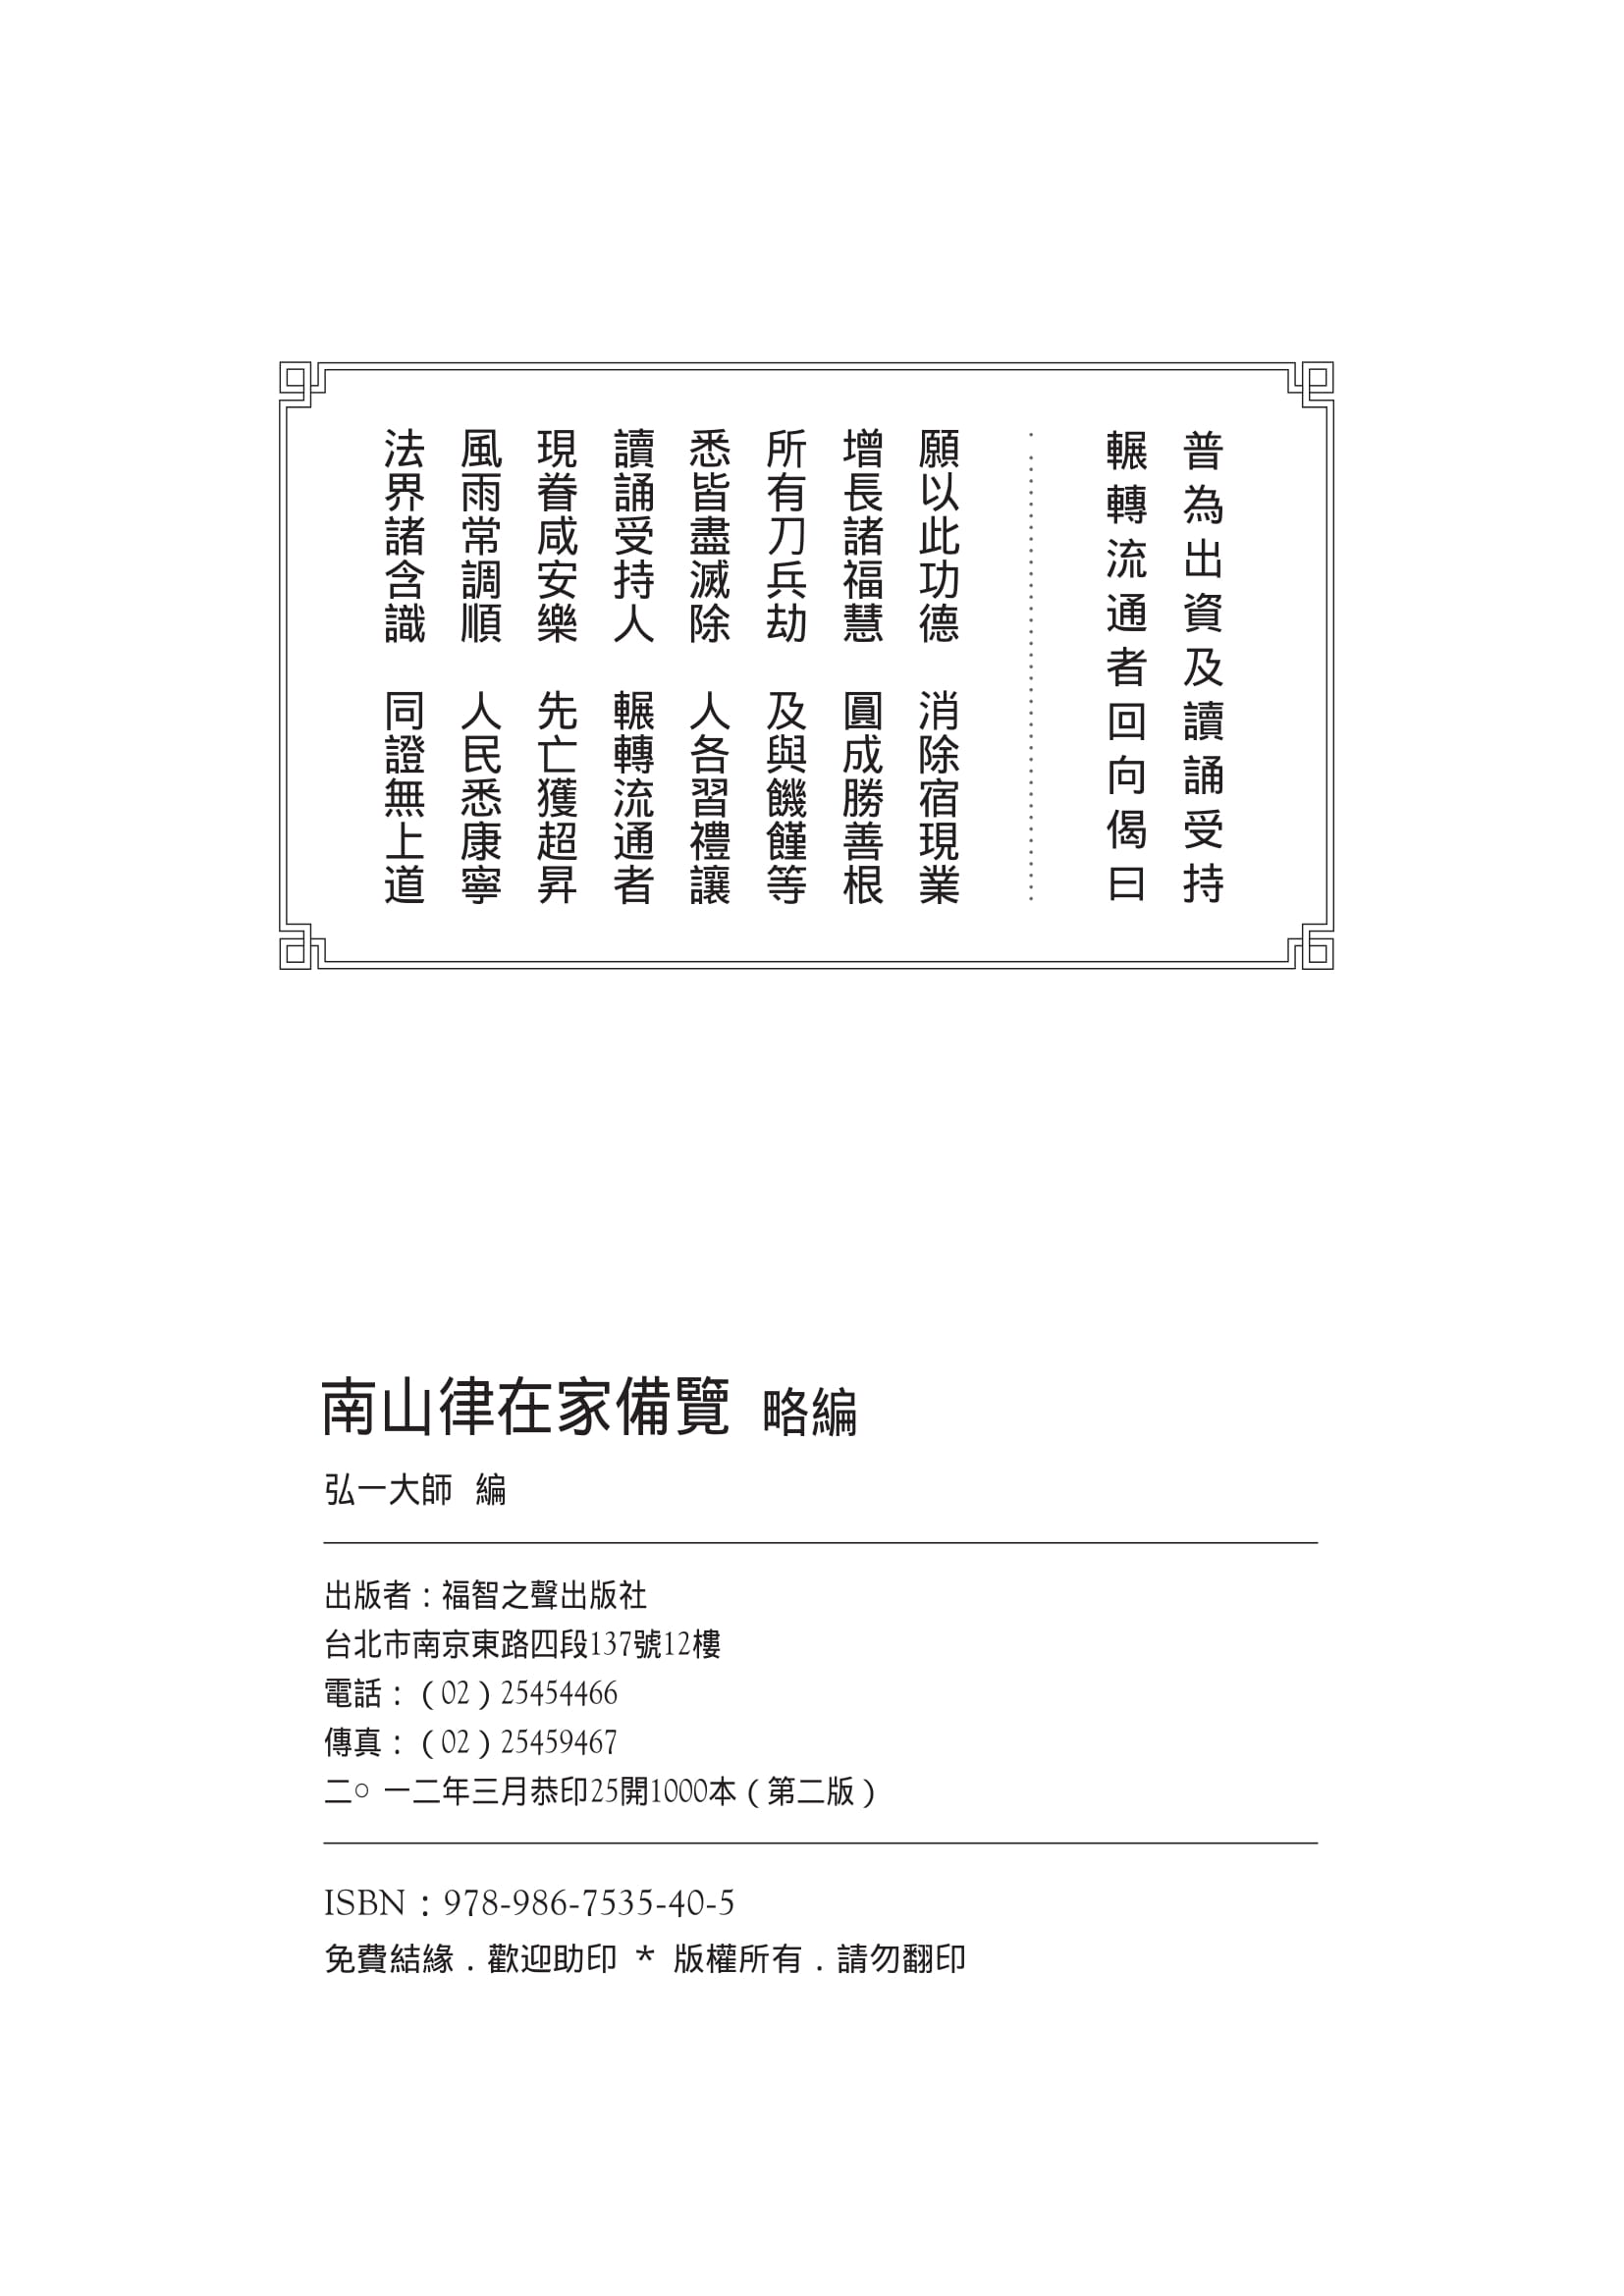 普為出資及讀誦受持
輾轉流通者回向偈曰
願以此功德　消除宿現業
增長諸福慧　圓成勝善根
所有刀兵劫　及與饑饉等
悉皆盡滅除　人各習禮讓
讀誦受持人　輾轉流通者
現眷咸安樂　先亡獲超昇
風雨常調順　人民悉康寧
法界諸含識　同證無上道
南山律在家備覽 略編
弘一大師 編
出版者：福智之聲出版社
台北市南京東路四段137號12樓
電話：（02）25454466
傳真：（02）25459467
二○一二年三月恭印25開1000本（第二版）
ISBN：978-986-7535-40-5
免費結緣．歡迎助印 * 版權所有．請勿翻印